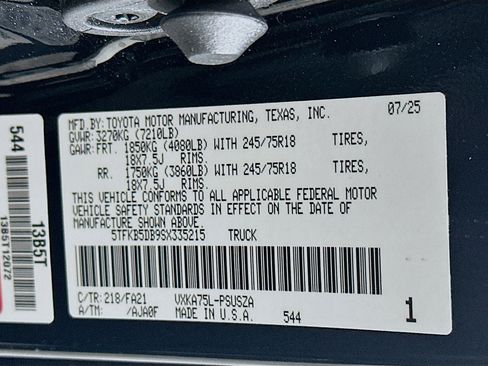 MFD.BY: TOYOTA MOTOR MANUFACTURING, TEXAS, INC. 07/25
GVWR: 3270KG (7210LB)
GAWR: FRT. 1850KG (4080LB) WITH 245/75R18 TIRES,
18X7.5J RIMS.
RR. 1750KG (3860LB) WITH 245/75R18 TIRES,
18X7.5J RIMS.
THIS VEHICLE CONFORMS TO ALL APPLICABLE FEDERAL MOTOR
VEHICLE SAFETY STANDARDS IN EFFECT ON THE DATE OF
MANUFACTURE SHOWN ABOVE
5TFKB5DB9SX335215 TRUCK
C/TR: 218/FA21 VXKA75L-PSUSZA
A/TM: /AJA0F MADE IN U.S.A. 544 1
544
13B5T
13B5T12072